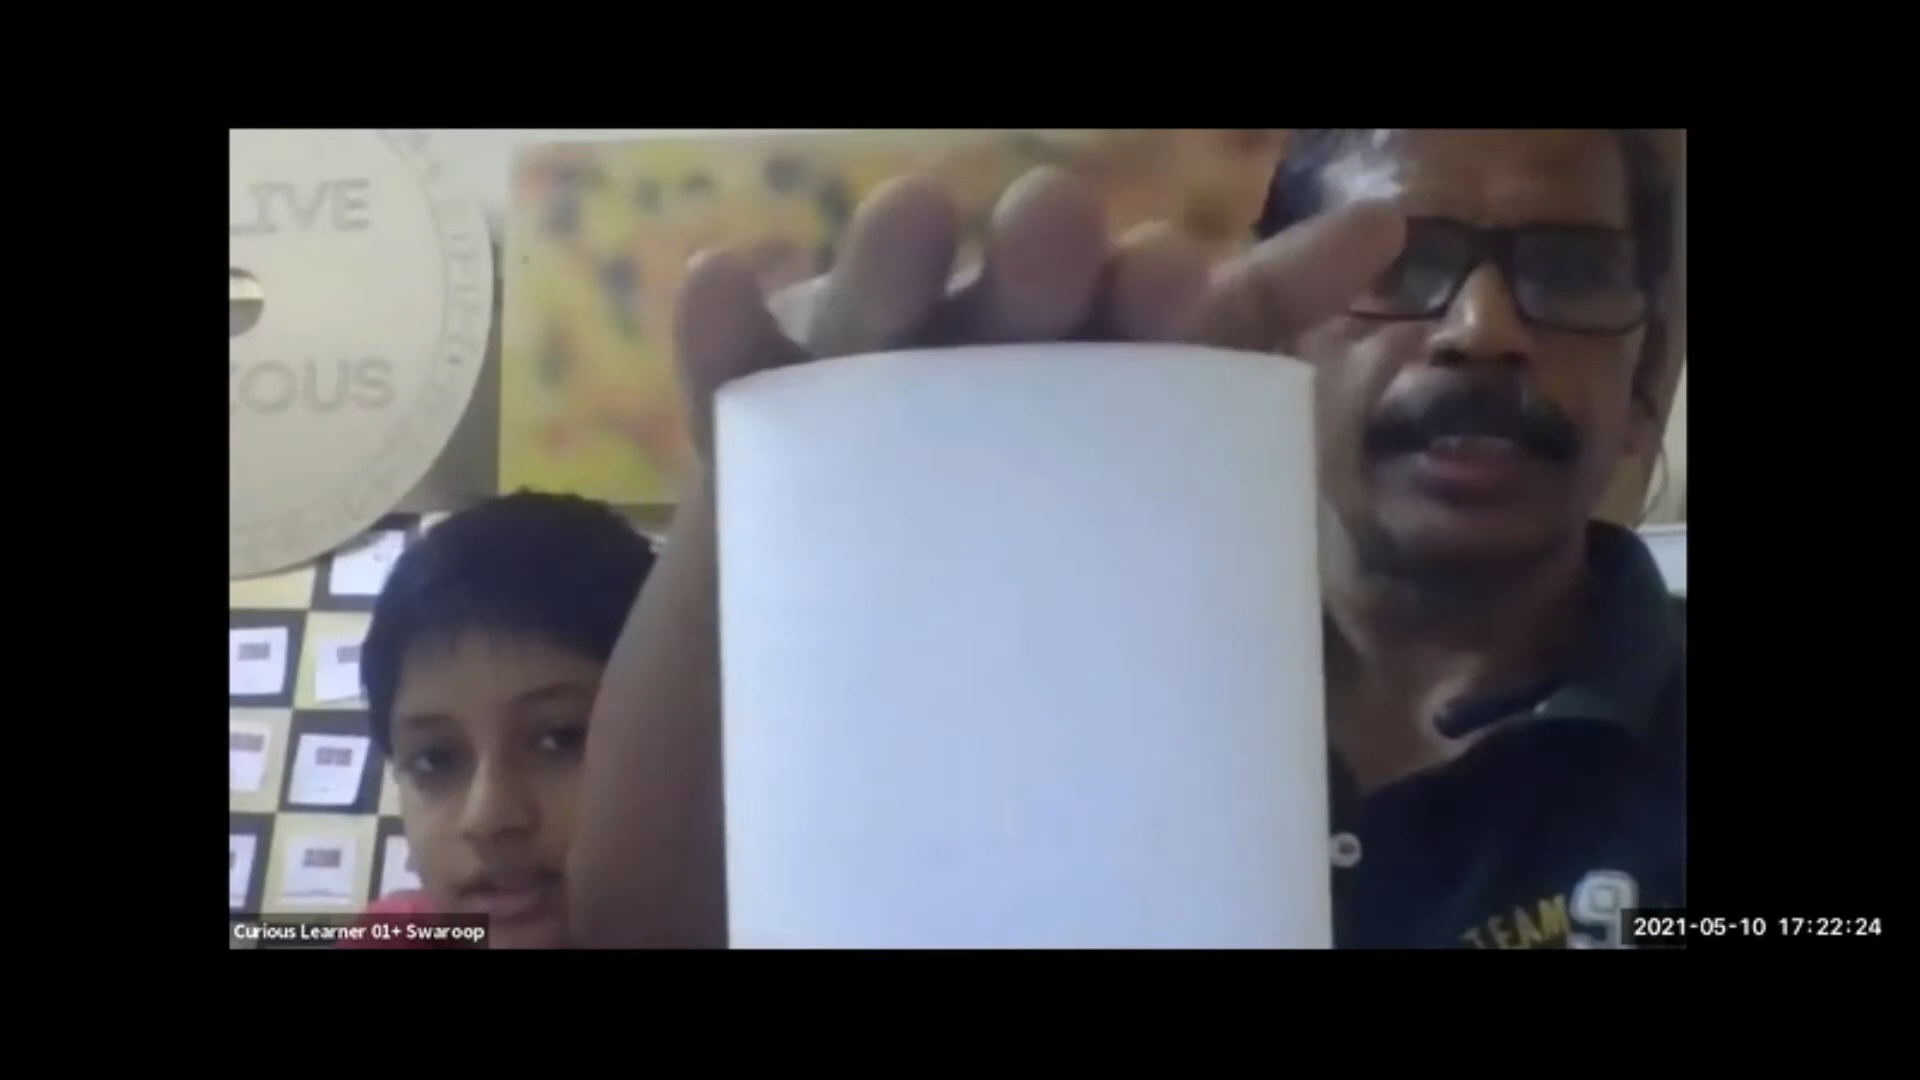 LIVE
IOUS
TEAM 9
Curious Learner 01+ Swaroop
2021-05-10 17:22:24